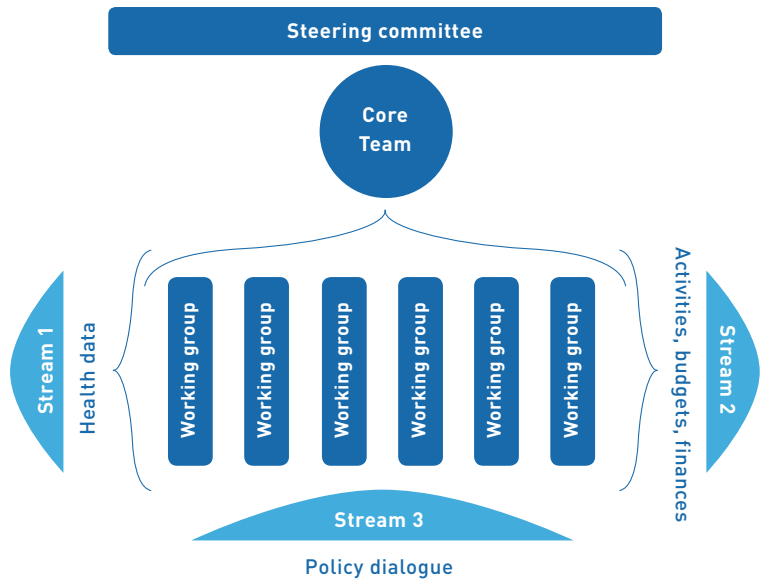 Steering committee
Core
Team
Stream 1
Health data
Working group
Working group
Working group
Working group
Working group
Working group
Activities, budgets, finances
Stream 2
Stream 3
Policy dialogue